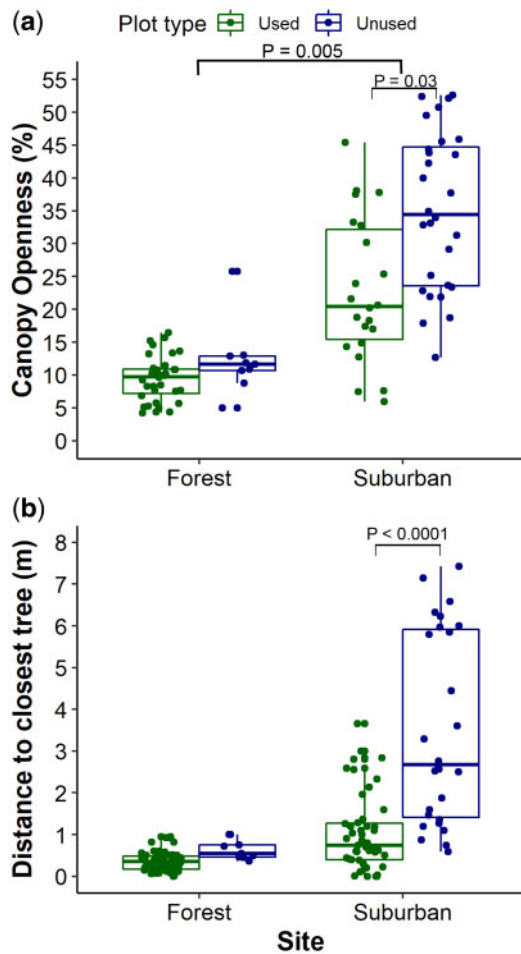 (a) Plot type Used Unused
P = 0.005
P = 0.03
Canopy Openness (%)
55
50
45
40
35
30
25
20
15
10
5
0
Forest Suburban
(b)
P < 0.0001
Distance to closest tree (m)
8
7
6
5
4
3
2
1
0
Forest Suburban
Site